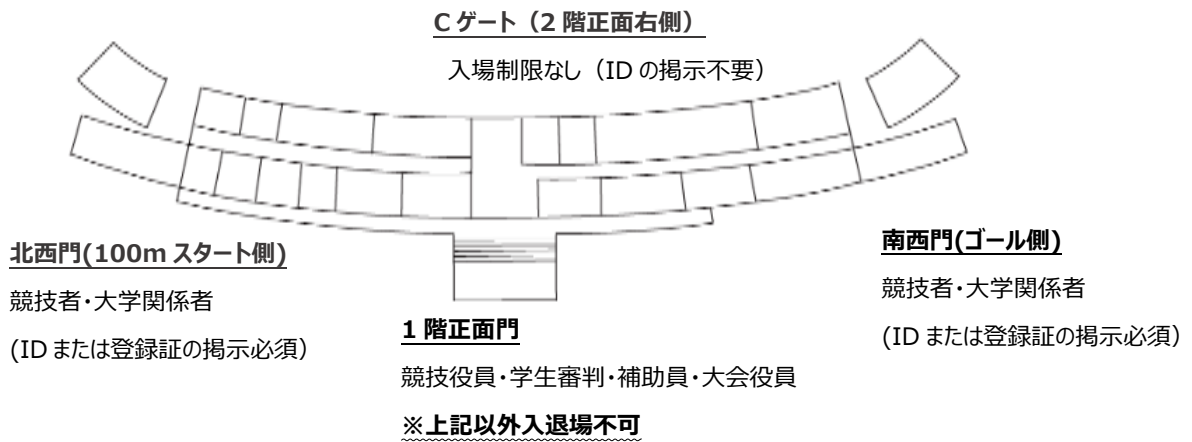 Cゲート（2階正面右側）
入場制限なし（IDの掲示不要）
北西門(100mスタート側)
競技者・大学関係者
(IDまたは登録証の掲示必須）
1階正面門
競技役員・学生審判・補助員・大会役員
※上記以外入退場不可
南西門(ゴール側)
競技者・大学関係者
(IDまたは登録証の掲示必須）